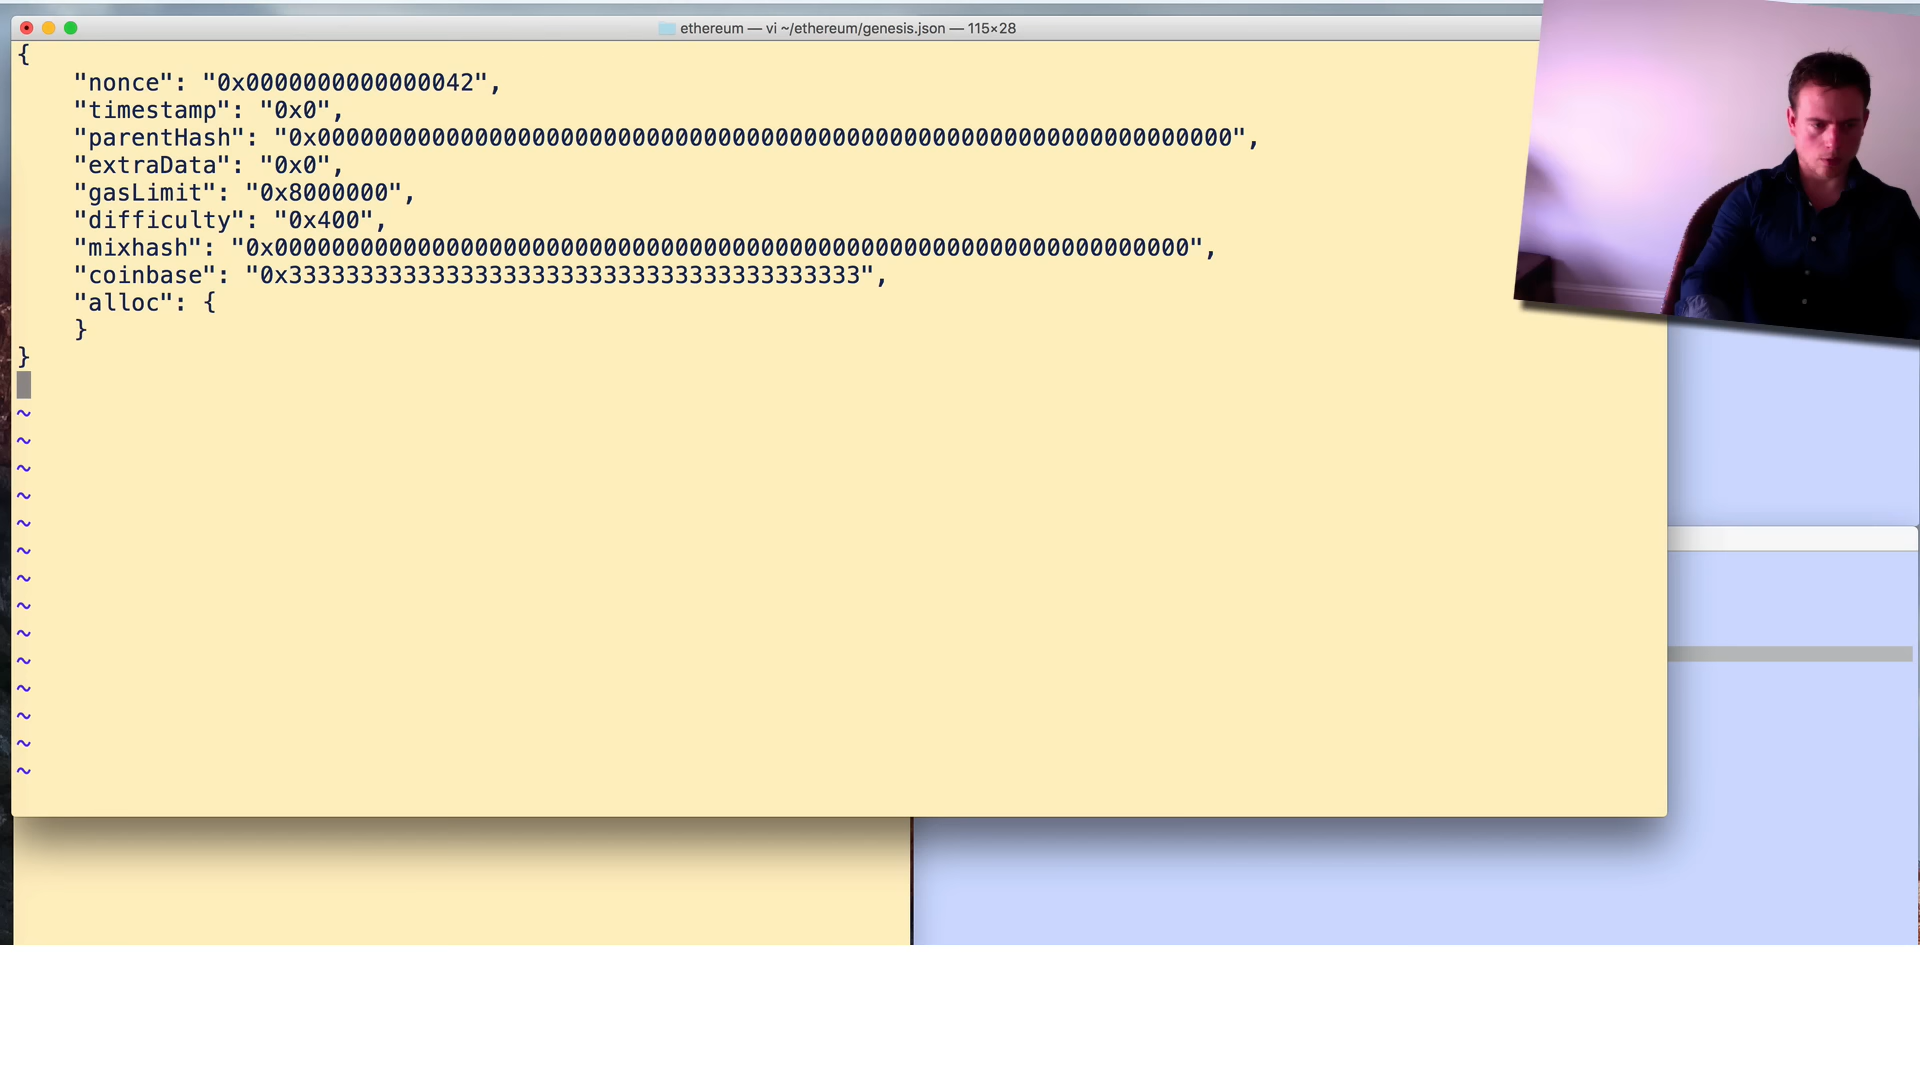 ethereum — vi ~/ethereum/genesis.json — 115×28
{
"nonce": "0x0000000000000042",
"timestamp": "0x0",
"parentHash": "0x0000000000000000000000000000000000000000000000000000000000000000",
"extraData": "0x0",
"gasLimit": "0x8000000",
"difficulty": "0x400",
"mixhash": "0x0000000000000000000000000000000000000000000000000000000000000000",
"coinbase": "0x3333333333333333333333333333333333333333",
"alloc": {
}
}
~
~
~
~
~
~
~
~
~
~
~
~
~
~